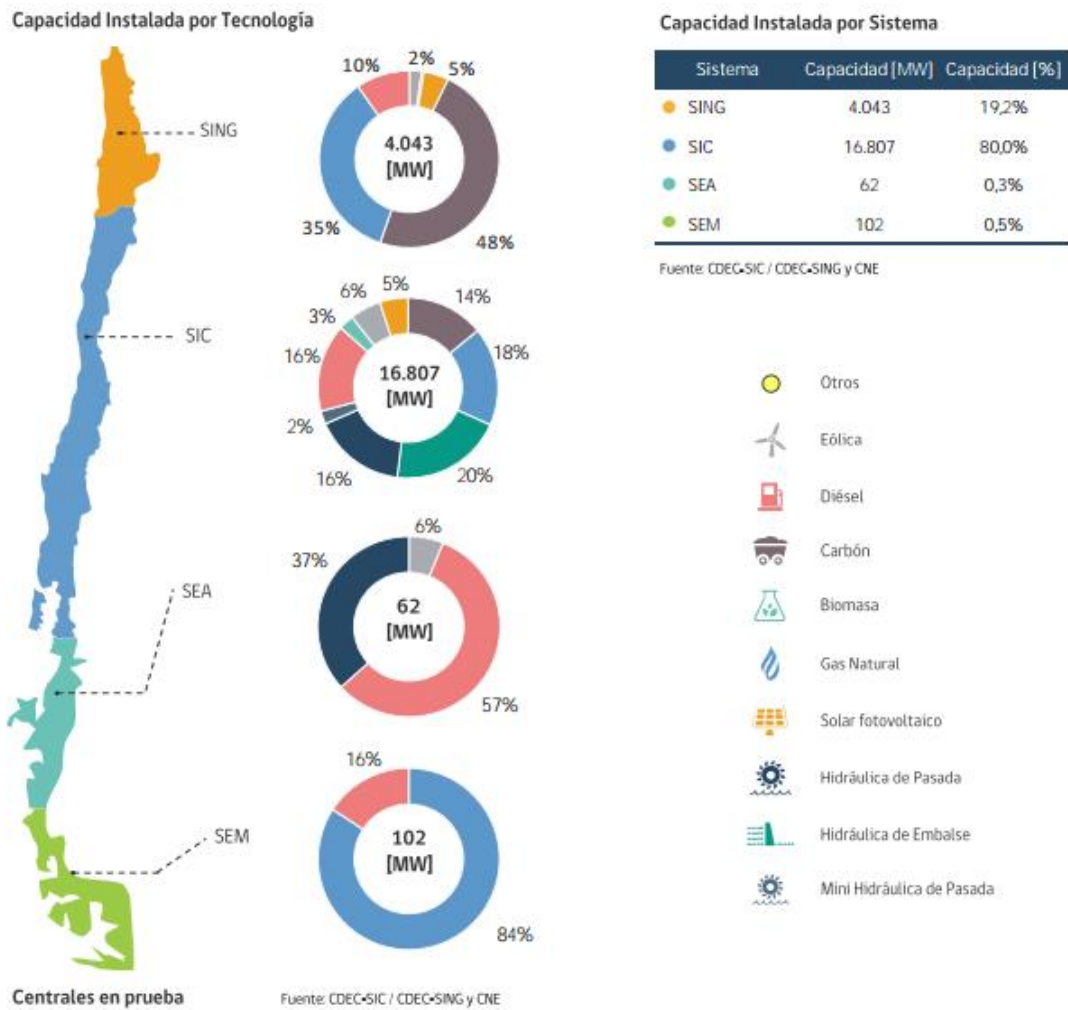 Capacidad Instalada por Tecnología
SING
SIC
SEA
SEM
10%
2%
5%
4.043
[MW]
35%
48%
6%
5%
14%
3%
18%
16%
16.807
[MW]
2%
16%
20%
6%
37%
62
[MW]
57%
16%
102
[MW]
84%
Centrales en prueba
Fuente: CDEC-SIC / CDEC-SING y CNE
Capacidad Instalada por Sistema
Sistema Capacidad [MW] Capacidad [%]
SING 4.043 19,2%
SIC 16.807 80,0%
SEA 62 0,3%
SEM 102 0,5%
Fuente: CDEC-SIC / CDEC-SING y CNE
Otros
Eólica
Diésel
Carbón
Biomasa
Gas Natural
Solar fotovoltaico
Hidráulica de Pasada
Hidráulica de Embalse
Mini Hidráulica de Pasada